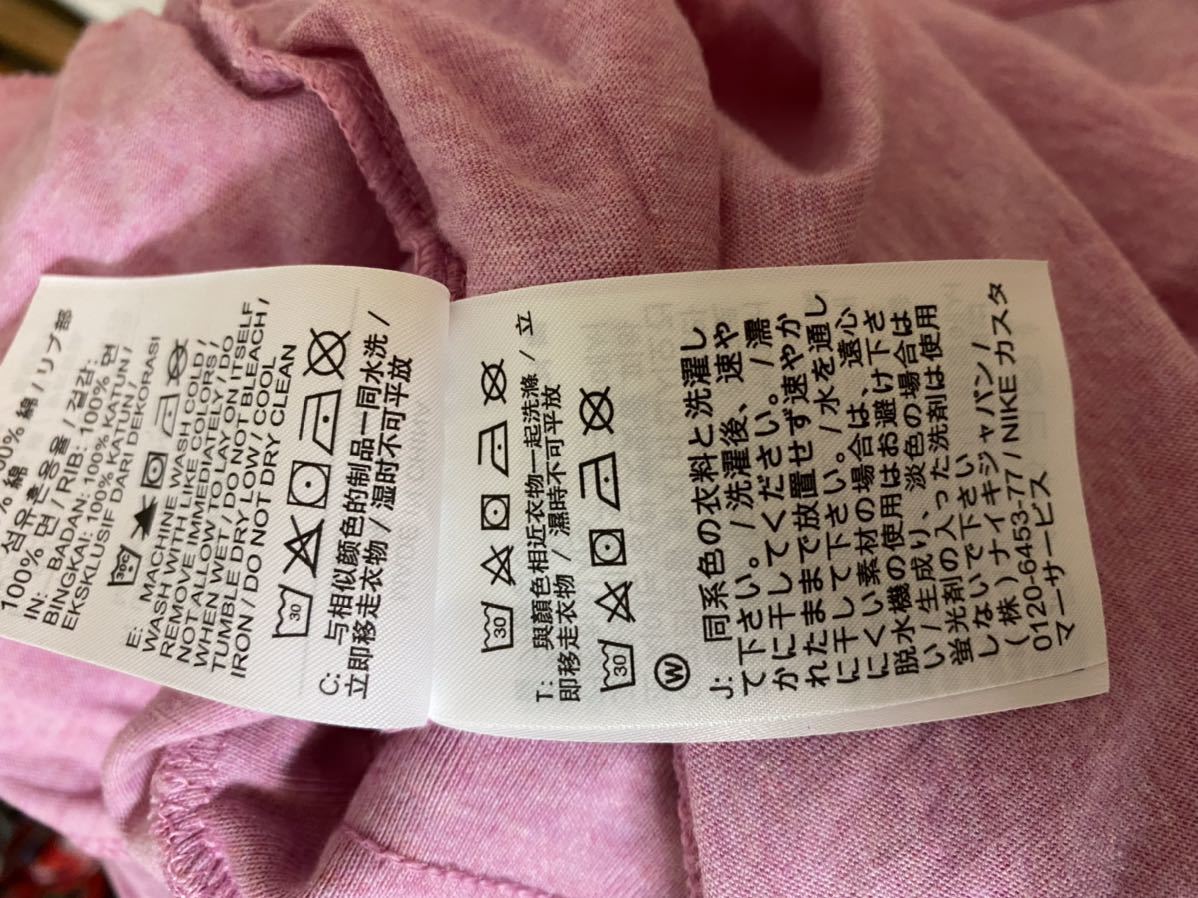 100% 綿 / リブ部
100% 섬유혼용율 / 겉감:
100% 면 / RIB: 100% 면
IN: BADAN: 100% KATUN /
BINGKAI: 100% KATUN /
EKSKLUSIF DARI DEKORASI
30
E: MACHINE WASH COLD /
WASH WITH LIKE COLORS /
REMOVE IMMEDIATELY / DO
NOT ALLOW TO LAY ON ITSELF
WHEN WET / DO NOT BLEACH /
TUMBLE DRY LOW / COOL
IRON / DO NOT DRY CLEAN
30
C: 与相似颜色的制品一同水洗 /
立即移走衣物 / 湿时不可平放
30
T: 與顏色相近衣物一起洗滌 / 立
即移走衣物 / 濕時不可平放
30
W
J: 同系色の衣料と洗濯し
て下さい。 / 洗濯後、速や
かに干してください。 / 濡
れたままで放置せず速やか
に干して下さい。 / 水を通し
にくい素材の場合は、遠心
脱水機の使用はお避け下さ
い / 生成り、淡色の場合は
蛍光剤の入った洗剤は使用
しないで下さい
(株)ナイキジャパン /
0120-6453-77 / NIKE カスタ
マーサービス